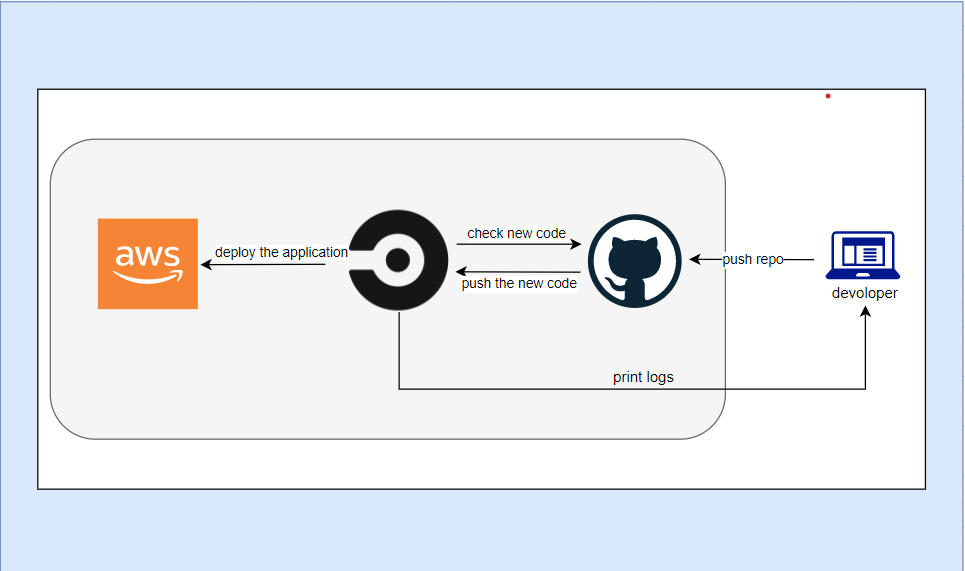 check new code
aws
deploy the application
push repo
push the new code
devoloper
print logs